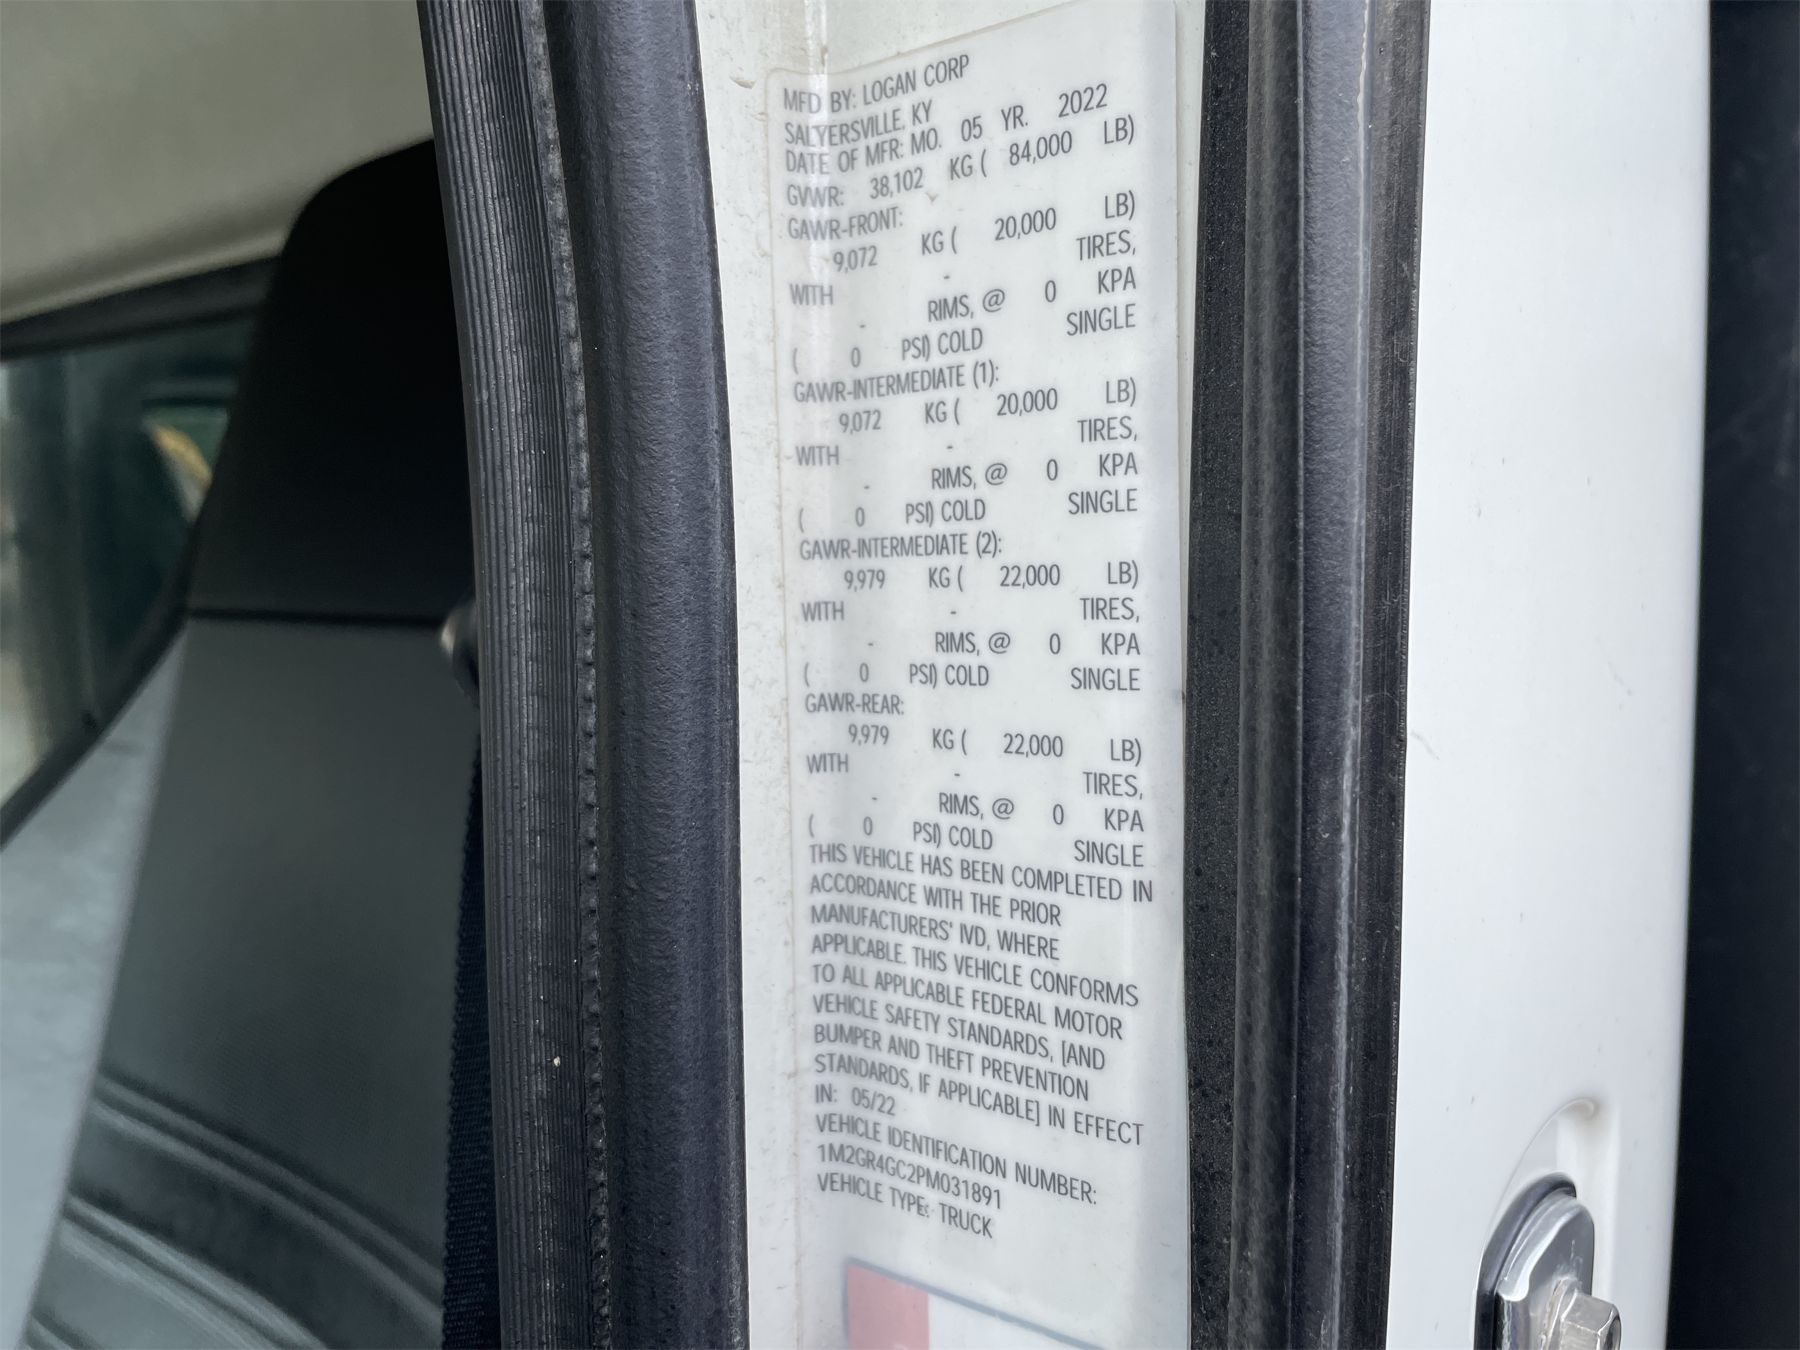 MFD BY: LOGAN CORP
SALYERSVILLE, KY
DATE OF MFR: MO. 05 YR. 2022
GVWR: 38,102 KG ( 84,000 LB)
GAWR-FRONT:
9,072 KG ( 20,000 LB)
WITH - TIRES,
- RIMS, @ 0 KPA
( 0 PSI) COLD SINGLE
GAWR-INTERMEDIATE (1):
9,072 KG ( 20,000 LB)
WITH - TIRES,
- RIMS, @ 0 KPA
( 0 PSI) COLD SINGLE
GAWR-INTERMEDIATE (2):
9,979 KG ( 22,000 LB)
WITH - TIRES,
- RIMS, @ 0 KPA
( 0 PSI) COLD SINGLE
GAWR-REAR:
9,979 KG ( 22,000 LB)
WITH - TIRES,
- RIMS, @ 0 KPA
( 0 PSI) COLD SINGLE
THIS VEHICLE HAS BEEN COMPLETED IN
ACCORDANCE WITH THE PRIOR
MANUFACTURERS' IVD, WHERE
APPLICABLE. THIS VEHICLE CONFORMS
TO ALL APPLICABLE FEDERAL MOTOR
VEHICLE SAFETY STANDARDS, [AND
BUMPER AND THEFT PREVENTION
STANDARDS, IF APPLICABLE] IN EFFECT
IN: 05/22
VEHICLE IDENTIFICATION NUMBER:
1M2GR4GC2PM031891
VEHICLE TYPE: TRUCK